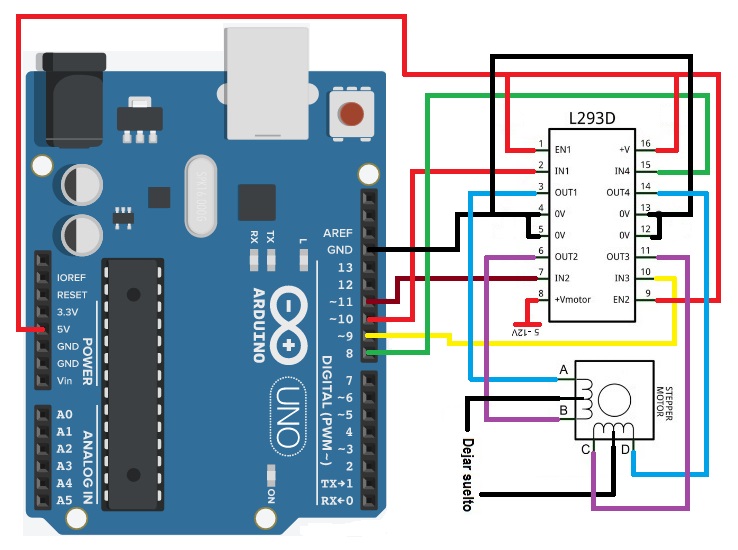 AREF
GND
13
12
~11
~10
~9
8
7
~6
~5
4
~3
2
TX→1
RX←0
RX
TX
L
ARDUINO
UNO
DIGITAL (PWM~)
ON
IOREF
RESET
3.3V
5V
GND
GND
Vin
POWER
A0
A1
A2
A3
A4
A5
ANALOG IN
L293D
1 EN1 +V 16
2 IN1 IN4 15
3 OUT1 OUT4 14
4 0V 0V 13
5 0V 0V 12
6 OUT2 OUT3 11
7 IN2 IN3 10
8 +Vmotor EN2 9
5 -12V
A
B
C
D
STEPPER
MOTOR
Dejar suelto